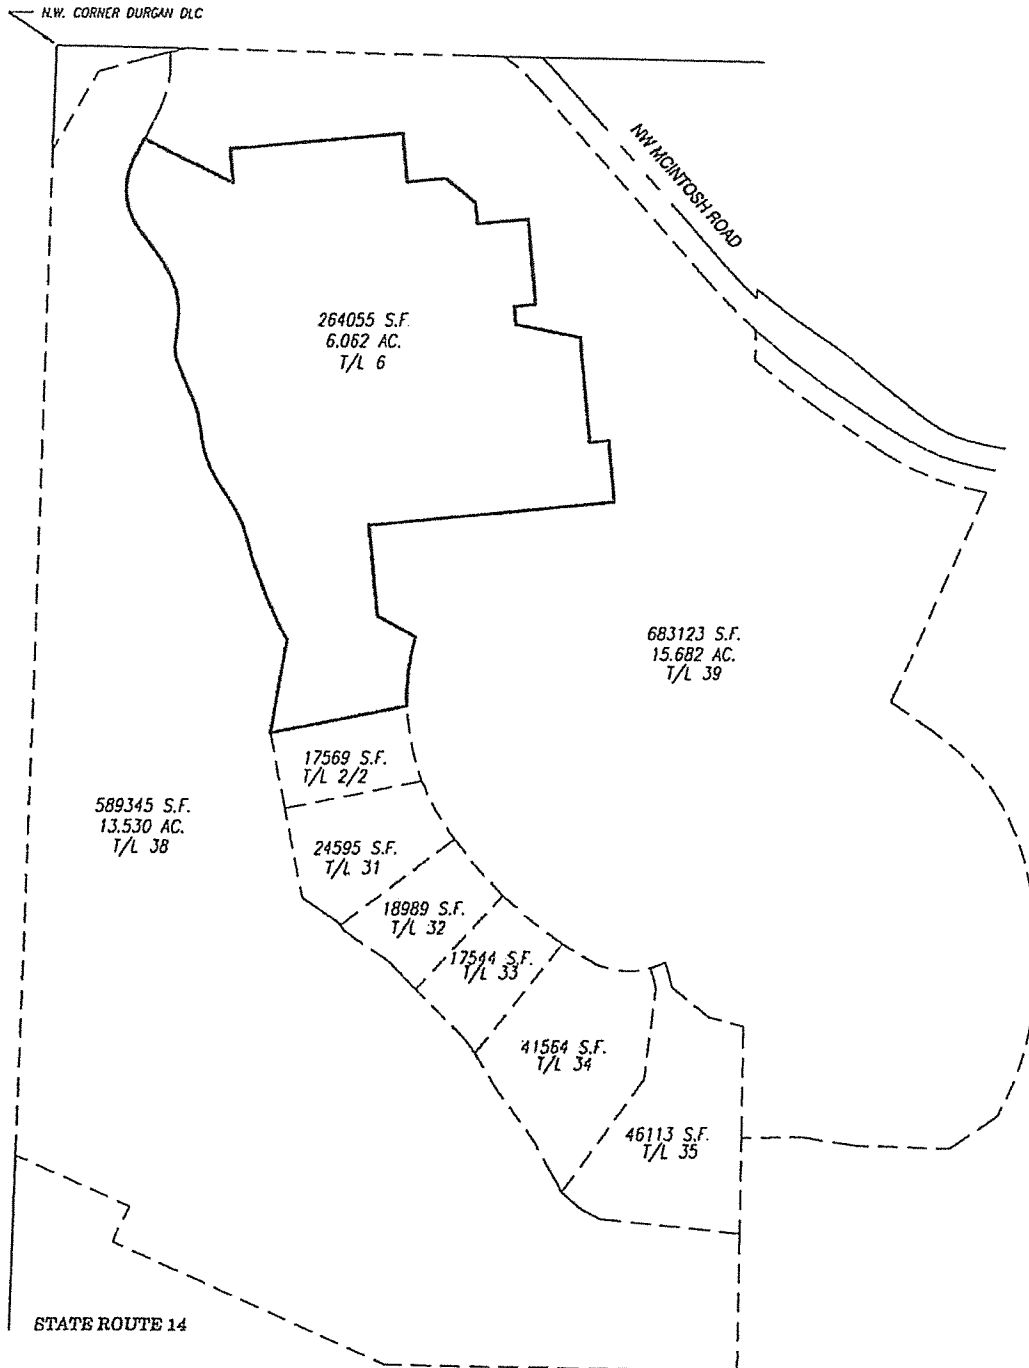 N.W. CORNER DURGAN DLC
NW MCINTOSH ROAD
264055 S.F.
6.062 AC.
T/L 6
683123 S.F.
15.682 AC.
T/L 39
17569 S.F.
T/L 2/2
589345 S.F.
13.530 AC.
T/L 38
24595 S.F.
T/L 31
18989 S.F.
T/L 32
17544 S.F.
T/L 33
41564 S.F.
T/L 34
46113 S.F.
T/L 35
STATE ROUTE 14